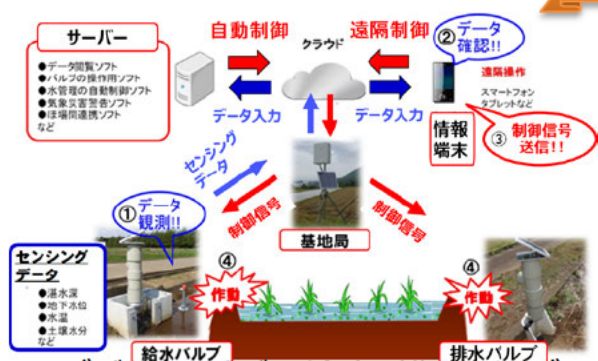 サーバー
●データ閲覧ソフト
●バルブの操作用ソフト
●水管理の自動制御ソフト
●気象災害警告ソフト
●ほ場間連携ソフト
など
自動制御
クラウド
遠隔制御
データ入力
データ入力
②データ
確認!!
遠隔操作
スマートフォン
タブレットなど
情報
端末
③制御信号
送信!!
センシング
データ
①データ
観測!!
制御信号
制御信号
基地局
センシング
データ
●湛水深
●地下水位
●水温
●土壌水分
など
④
作動
④
作動
給水バルブ
排水バルブ